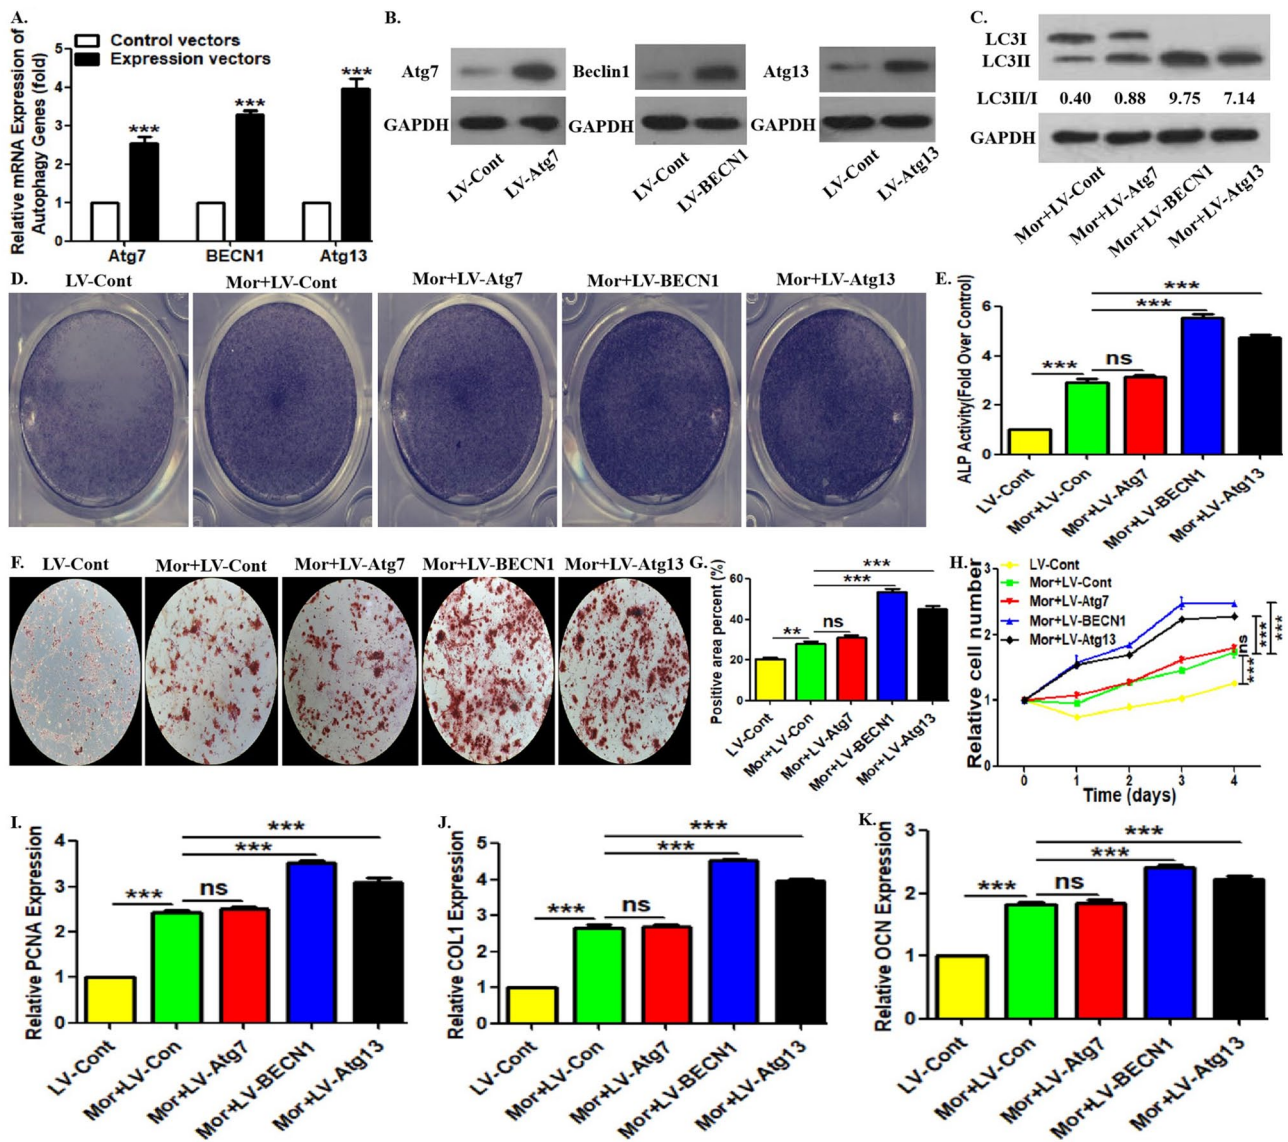 A.
Relative mRNA Expression of
Autophagy Genes (fold)
5
4
3
2
1
0
Control vectors
Expression vectors
***
***
***
Atg7
BECN1
Atg13
B.
Atg7
GAPDH
LV-Cont
LV-Atg7
Beclin1
GAPDH
LV-Cont
LV-BECN1
Atg13
GAPDH
LV-Cont
LV-Atg13
C.
LC3I
LC3II
LC3II/I
0.40
0.88
9.75
7.14
GAPDH
Mor+LV-Cont
Mor+LV-Atg7
Mor+LV-BECN1
Mor+LV-Atg13
D.
LV-Cont
Mor+LV-Cont
Mor+LV-Atg7
Mor+LV-BECN1
Mor+LV-Atg13
E.
ALP Activity(Fold Over Control)
6
4
2
0
***
***
***
ns
LV-Cont
Mor+LV-Con
Mor+LV-Atg7
Mor+LV-BECN1
Mor+LV-Atg13
F.
LV-Cont
Mor+LV-Cont
Mor+LV-Atg7
Mor+LV-BECN1
Mor+LV-Atg13
G.
Positive area percent (%)
60
40
20
0
***
***
**
ns
LV-Cont
Mor+LV-Con
Mor+LV-Atg7
Mor+LV-BECN1
Mor+LV-Atg13
H.
Relative cell number
3
2
1
0
LV-Cont
Mor+LV-Cont
Mor+LV-Atg7
Mor+LV-BECN1
Mor+LV-Atg13
***
***
ns
***
0
1
2
3
4
Time (days)
I.
Relative PCNA Expression
4
3
2
1
0
***
***
***
ns
LV-Cont
Mor+LV-Con
Mor+LV-Atg7
Mor+LV-BECN1
Mor+LV-Atg13
J.
Relative COL1 Expression
5
4
3
2
1
0
***
***
***
ns
LV-Cont
Mor+LV-Con
Mor+LV-Atg7
Mor+LV-BECN1
Mor+LV-Atg13
K.
Relative OCN Expression
3
2
1
0
***
***
***
ns
LV-Cont
Mor+LV-Con
Mor+LV-Atg7
Mor+LV-BECN1
Mor+LV-Atg13